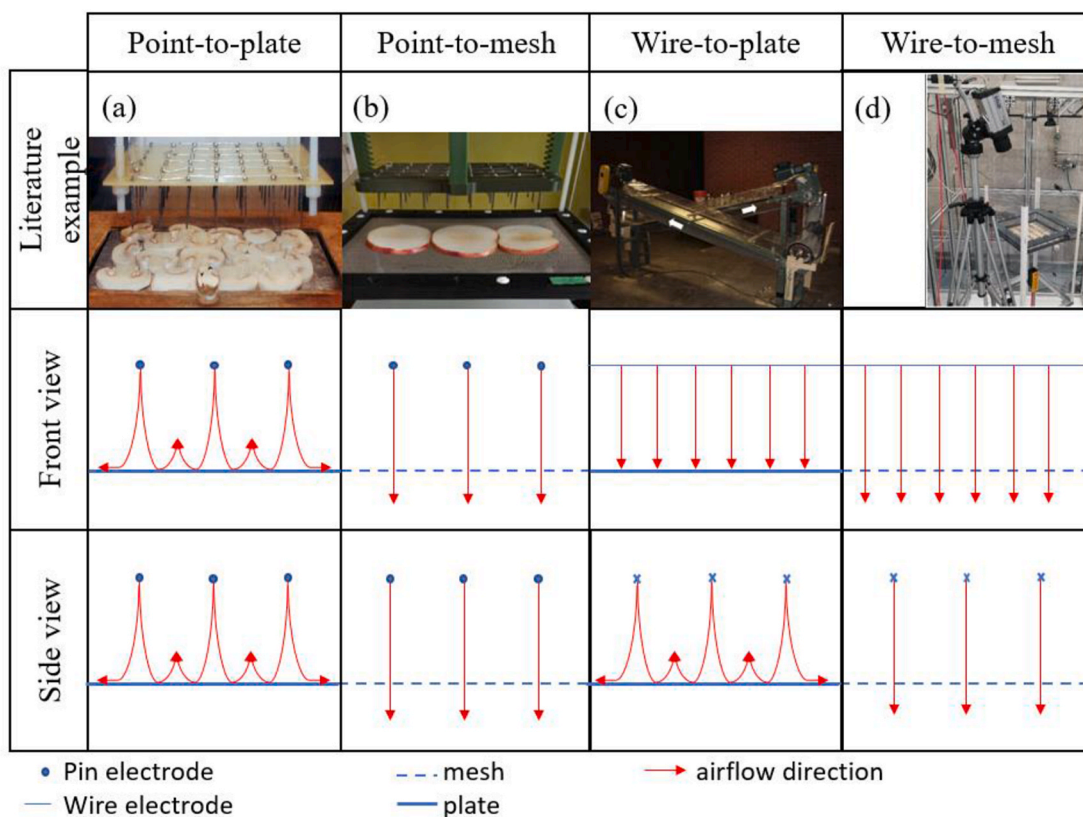 Point-to-plate
Point-to-mesh
Wire-to-plate
Wire-to-mesh
Literature
example
(a)
(b)
(c)
(d)
Front view
Side view
Pin electrode
mesh
airflow direction
Wire electrode
plate